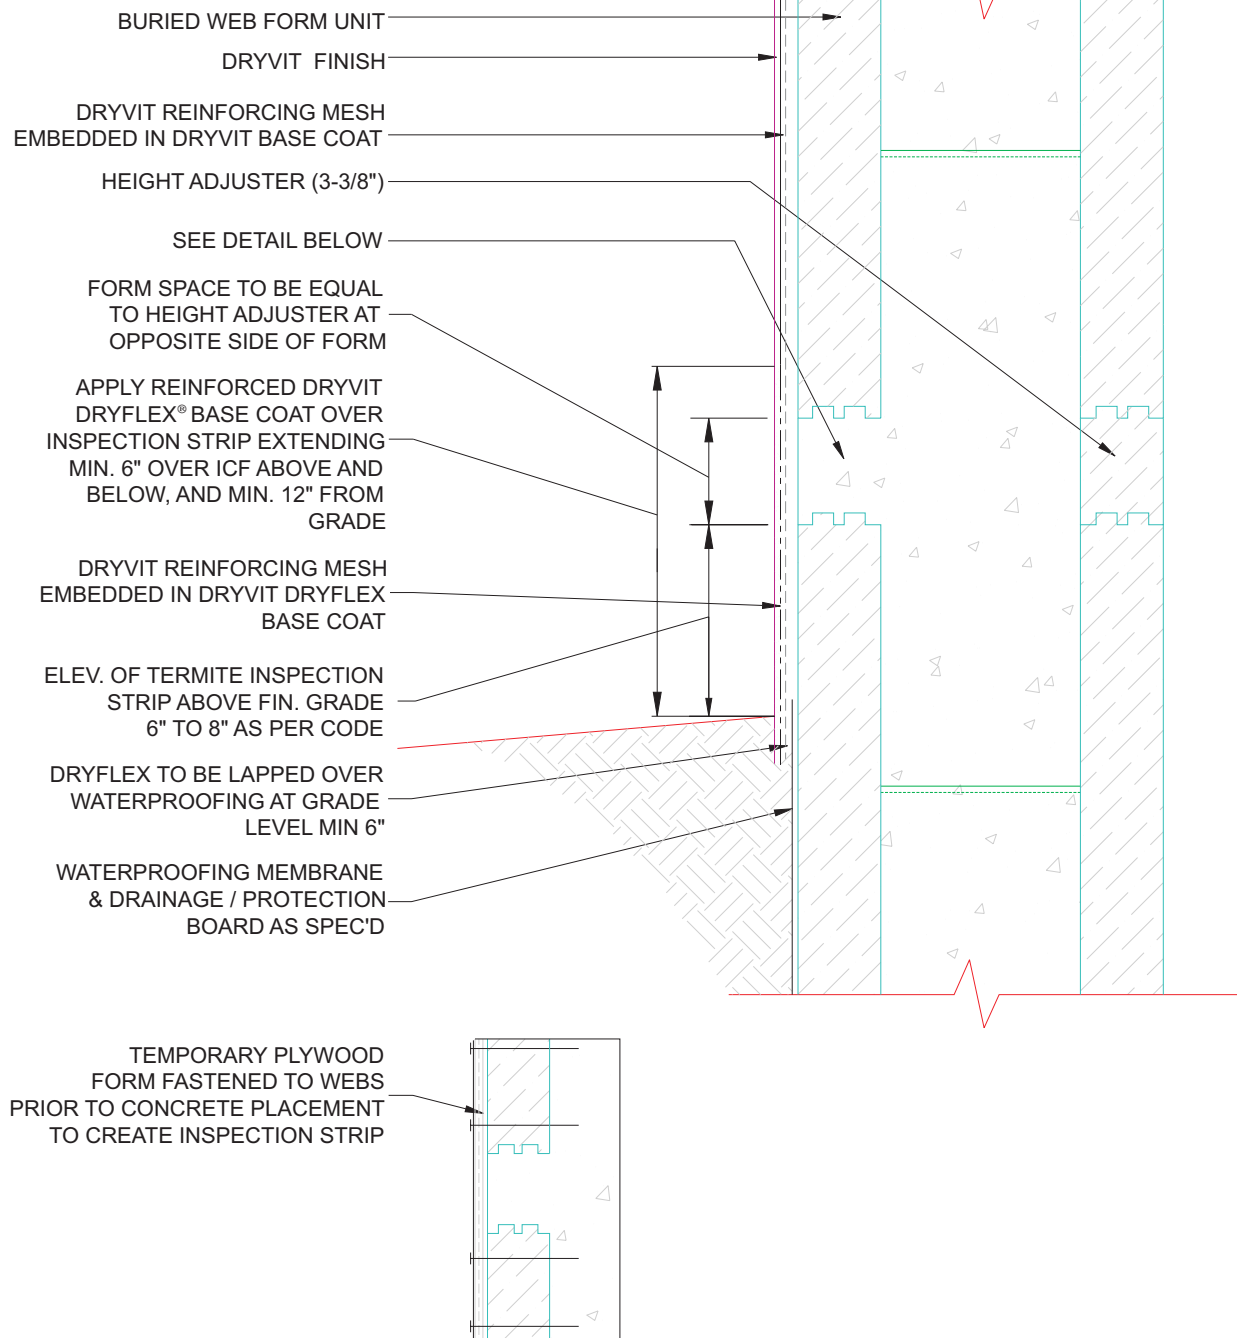 BURIED WEB FORM UNIT
DRYVIT FINISH
DRYVIT REINFORCING MESH
EMBEDDED IN DRYVIT BASE COAT
HEIGHT ADJUSTER (3-3/8")
SEE DETAIL BELOW
FORM SPACE TO BE EQUAL
TO HEIGHT ADJUSTER AT
OPPOSITE SIDE OF FORM
APPLY REINFORCED DRYVIT
DRYFLEX® BASE COAT OVER
INSPECTION STRIP EXTENDING
MIN. 6" OVER ICF ABOVE AND
BELOW, AND MIN. 12" FROM
GRADE
DRYVIT REINFORCING MESH
EMBEDDED IN DRYVIT DRYFLEX
BASE COAT
ELEV. OF TERMITE INSPECTION
STRIP ABOVE FIN. GRADE
6" TO 8" AS PER CODE
DRYFLEX TO BE LAPPED OVER
WATERPROOFING AT GRADE
LEVEL MIN 6"
WATERPROOFING MEMBRANE
& DRAINAGE / PROTECTION
BOARD AS SPEC'D
TEMPORARY PLYWOOD
FORM FASTENED TO WEBS
PRIOR TO CONCRETE PLACEMENT
TO CREATE INSPECTION STRIP